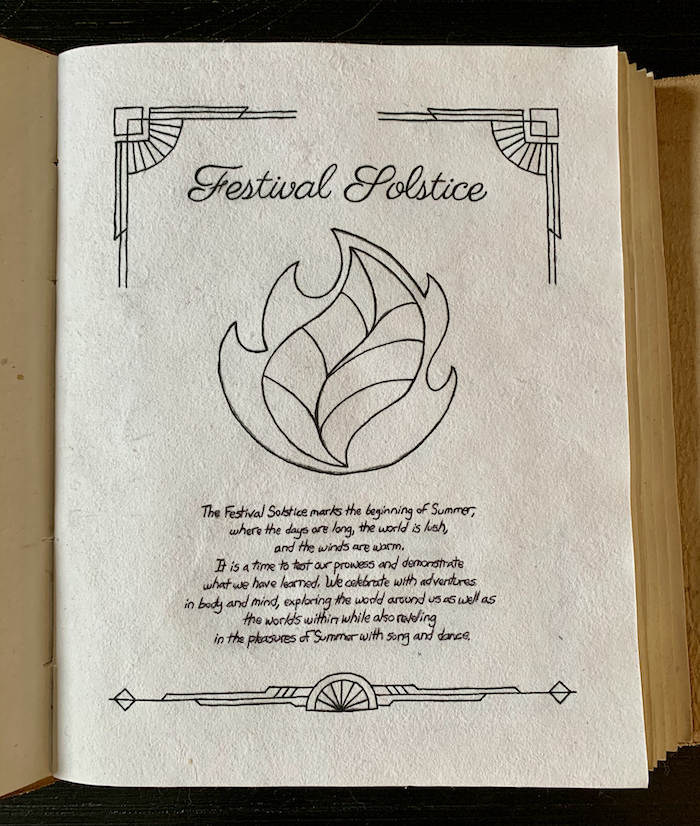 Festival Solstice
The Festival Solstice marks the beginning of Summer,
where the days are long, the world is lush,
and the winds are warm.
It is a time to test our prowess and demonstrate
what we have learned. We celebrate with adventures
in body and mind, exploring the world around us as well as
the worlds within while also reveling
in the pleasures of Summer with song and dance.